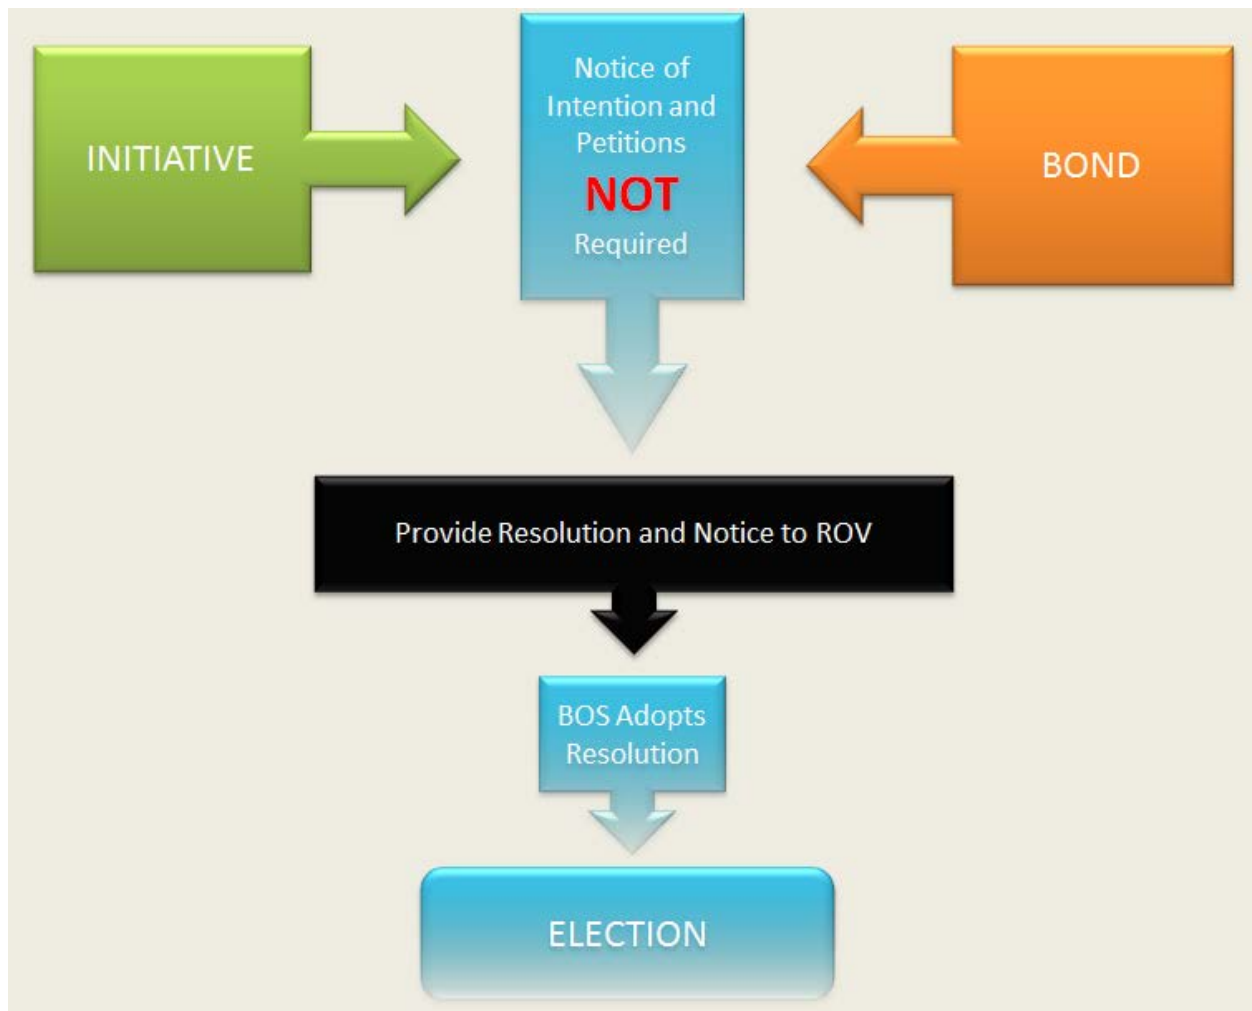 INITIATIVE
Notice of
Intention and
Petitions
NOT
Required
BOND
Provide Resolution and Notice to ROV
BOS Adopts
Resolution
ELECTION